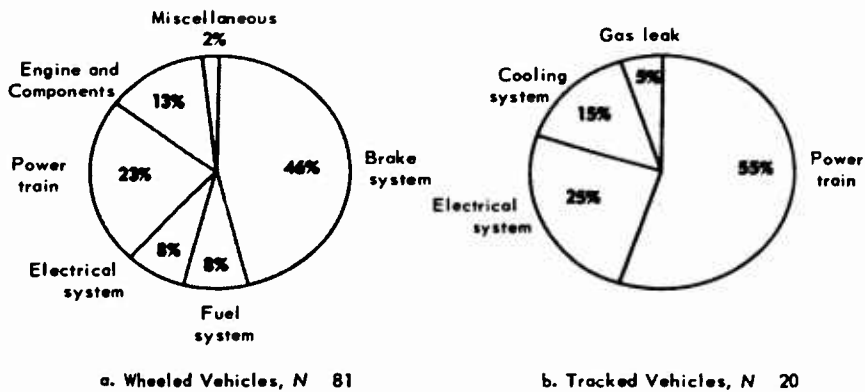 Miscellaneous
2%
Engine and
Components
13%
Power
train
23%
46%
Brake
system
8%
8%
Electrical
system
Fuel
system
a. Wheeled Vehicles, N 81
Gas leak
5%
Cooling
system
15%
Electrical
system
25%
55%
Power
train
b. Tracked Vehicles, N 20